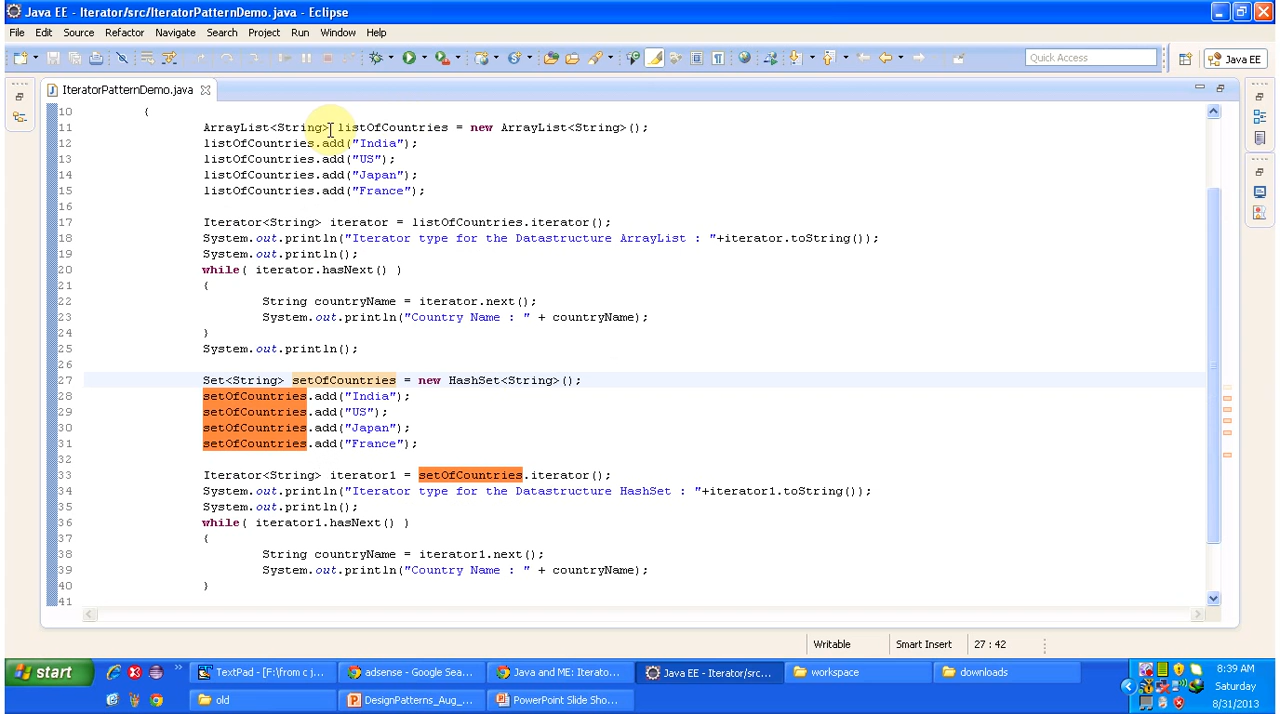 Java EE - Iterator/src/IteratorPatternDemo.java - Eclipse
File Edit Source Refactor Navigate Search Project Run Window Help
Quick Access
Java EE
IteratorPatternDemo.java
10 {
11 ArrayList<String> listOfCountries = new ArrayList<String>();
12 listOfCountries.add("India");
13 listOfCountries.add("US");
14 listOfCountries.add("Japan");
15 listOfCountries.add("France");
16
17 Iterator<String> iterator = listOfCountries.iterator();
18 System.out.println("Iterator type for the Datastructure ArrayList : "+iterator.toString());
19 System.out.println();
20 while( iterator.hasNext() )
21 {
22 String countryName = iterator.next();
23 System.out.println("Country Name : " + countryName);
24 }
25 System.out.println();
26
27 Set<String> setOfCountries = new HashSet<String>();
28 setOfCountries.add("India");
29 setOfCountries.add("US");
30 setOfCountries.add("Japan");
31 setOfCountries.add("France");
32
33 Iterator<String> iterator1 = setOfCountries.iterator();
34 System.out.println("Iterator type for the Datastructure HashSet : "+iterator1.toString());
35 System.out.println();
36 while( iterator1.hasNext() )
37 {
38 String countryName = iterator1.next();
39 System.out.println("Country Name : " + countryName);
40 }
41
Writable Smart Insert 27 : 42
start TextPad - [F:\from c j... adsense - Google Sea... Java and ME: Iterato... Java EE - Iterator/src... workspace downloads 8:39 AM
Saturday
old DesignPatterns_Aug_... PowerPoint Slide Sho... 8/31/2013